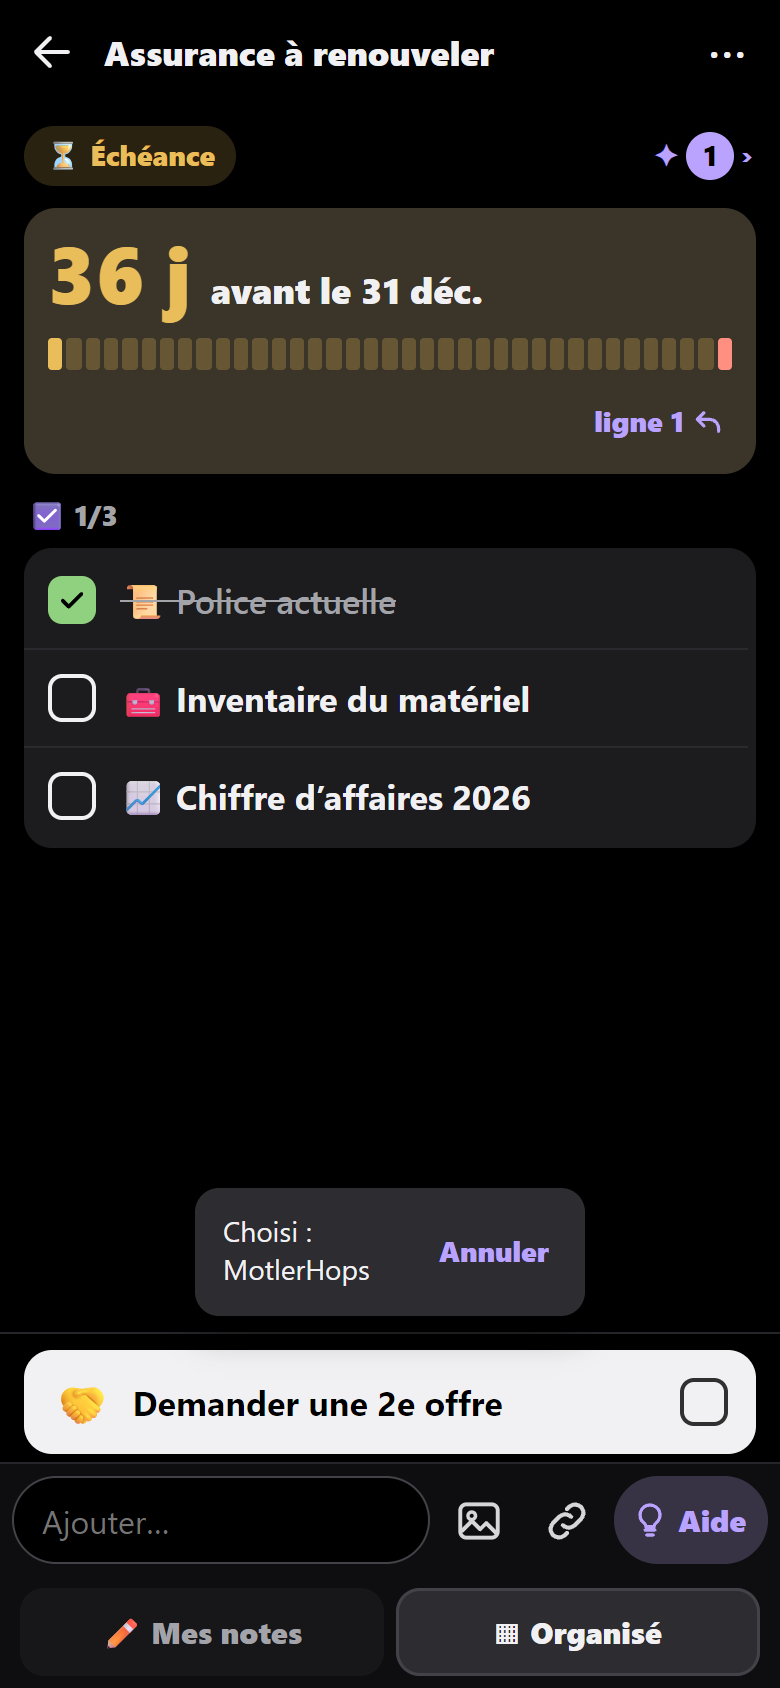 Assurance à renouveler
Échéance
1
36 j avant le 31 déc.
ligne 1
1/3
Police actuelle
Inventaire du matériel
Chiffre d’affaires 2026
Choisi :
MotlerHops
Annuler
Demander une 2e offre
Ajouter...
Aide
Mes notes
Organisé